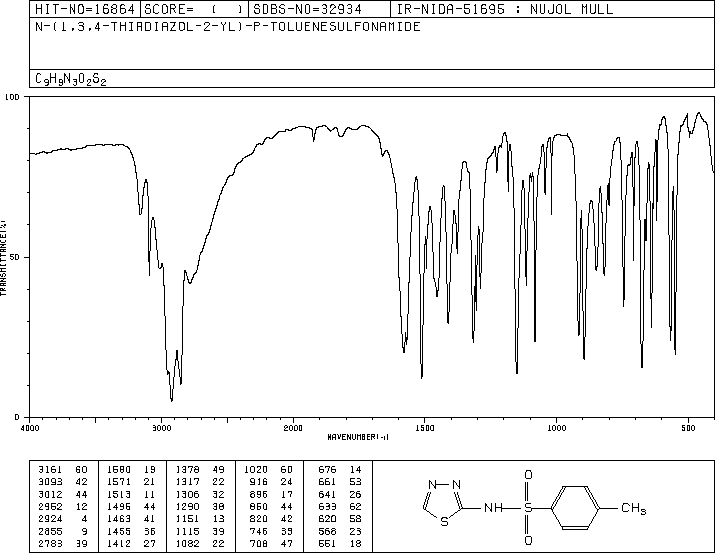 HIT-NO=16864 SCORE= ( ) SDBS-NO=32934 IR-NIDA-51695 : NUJOL MULL
N-(1,3,4-THIADIAZOL-2-YL)-P-TOLUENESULFONAMIDE
C9H9N3O2S2
100
50
0
TRANSMITTANCE(%)
4000 3000 2000 1500 1000 500
WAVENUMBER(-1)
3161 60 1580 19 1378 49 1020 60 676 14
3093 42 1571 21 1317 22 916 24 661 53
3012 44 1513 11 1306 32 896 17 641 26
2952 12 1496 44 1290 38 850 44 633 62
2924 4 1463 41 1151 13 820 42 620 58
2855 9 1455 36 1115 39 746 39 568 23
2783 39 1412 27 1082 22 708 47 551 18
O
N N
NH S CH3
S
O